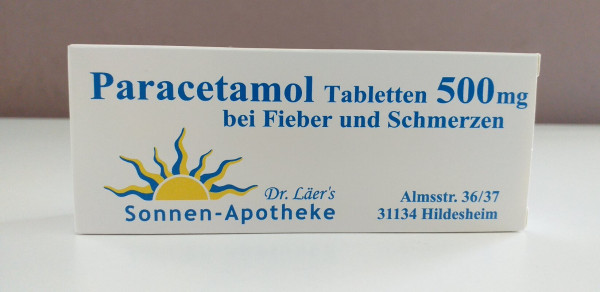 Paracetamol Tabletten 500mg
bei Fieber und Schmerzen
Dr. Läer's
Sonnen-Apotheke
Almsstr. 36/37
31134 Hildesheim